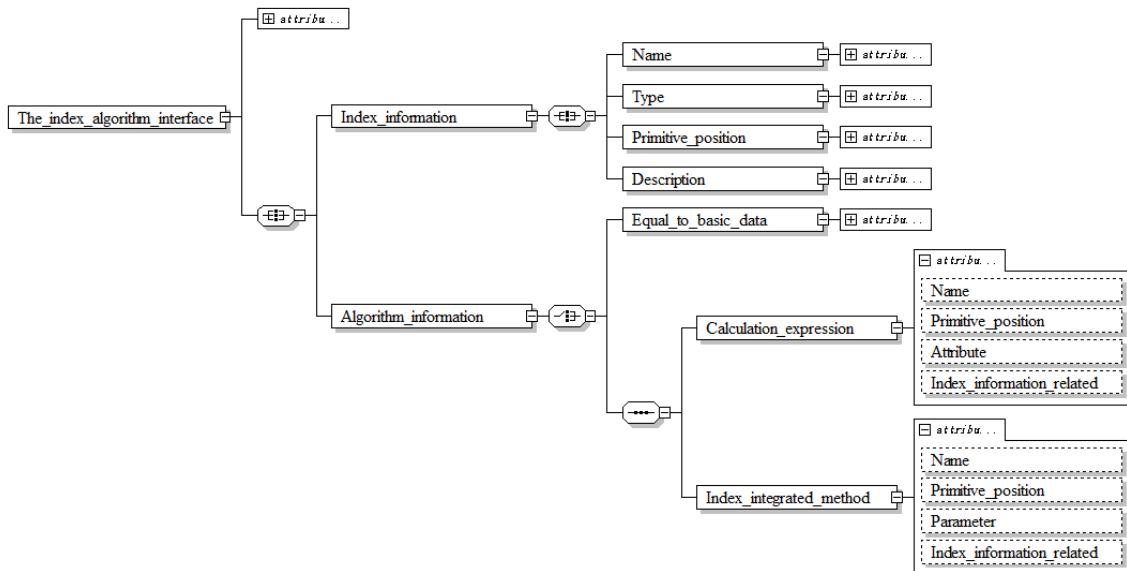 attribu..
The_index_algorithm_interface
Index_information
Name
attribu...
Type
attribu...
Primitive_position
attribu...
Description
attribu...
Equal_to_basic_data
attribu...
Algorithm_information
Calculation_expression
attribu...
Name
Primitive_position
Attribute
Index_information_related
Index_integrated_method
attribu...
Name
Primitive_position
Parameter
Index_information_related